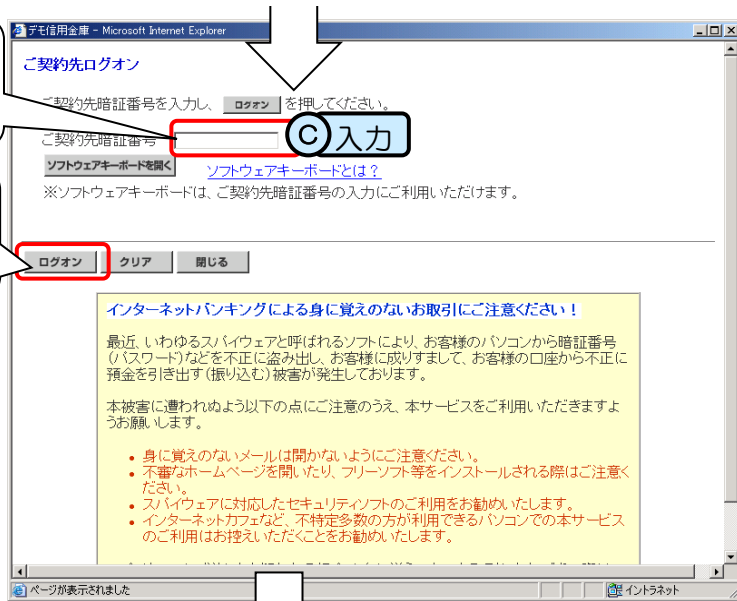 デモ信用金庫 - Microsoft Internet Explorer
ご契約先ログオン
ご契約先暗証番号を入力し、 ログオン を押してください。
ご契約先暗証番号
C 入力
ソフトウェアキーボードを開く ソフトウェアキーボードとは?
※ソフトウェアキーボードは、ご契約先暗証番号の入力にご利用いただけます。
ログオン クリア 閉じる
インターネットバンキングによる身に覚えのないお取引にご注意ください!
最近、いわゆるスパイウェアと呼ばれるソフトにより、お客様のパソコンから暗証番号
(パスワード)などを不正に盗み出し、お客様に成りすまして、お客様の口座から不正に
預金を引き出す(振り込む)被害が発生しております。
本被害に遭われぬよう以下の点にご注意のうえ、本サービスをご利用いただきますよ
うお願いします。
• 身に覚えのないメールは開かないようにご注意ください。
• 不審なホームページを開いたり、フリーソフト等をインストールされる際はご注意く
ださい。
• スパイウェアに対応したセキュリティソフトのご利用をお勧めいたします。
• インターネットカフェなど、不特定多数の方が利用できるパソコンでの本サービス
のご利用はお控えいただくことをお勧めいたします。
ページが表示されました イントラネット